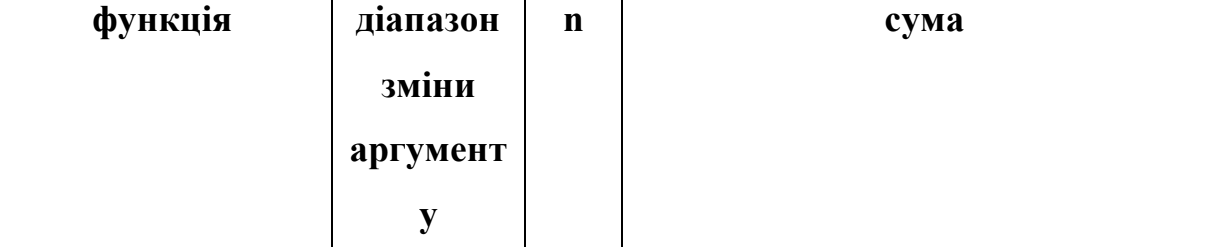 функція діапазон n сума
зміни
аргумент
у